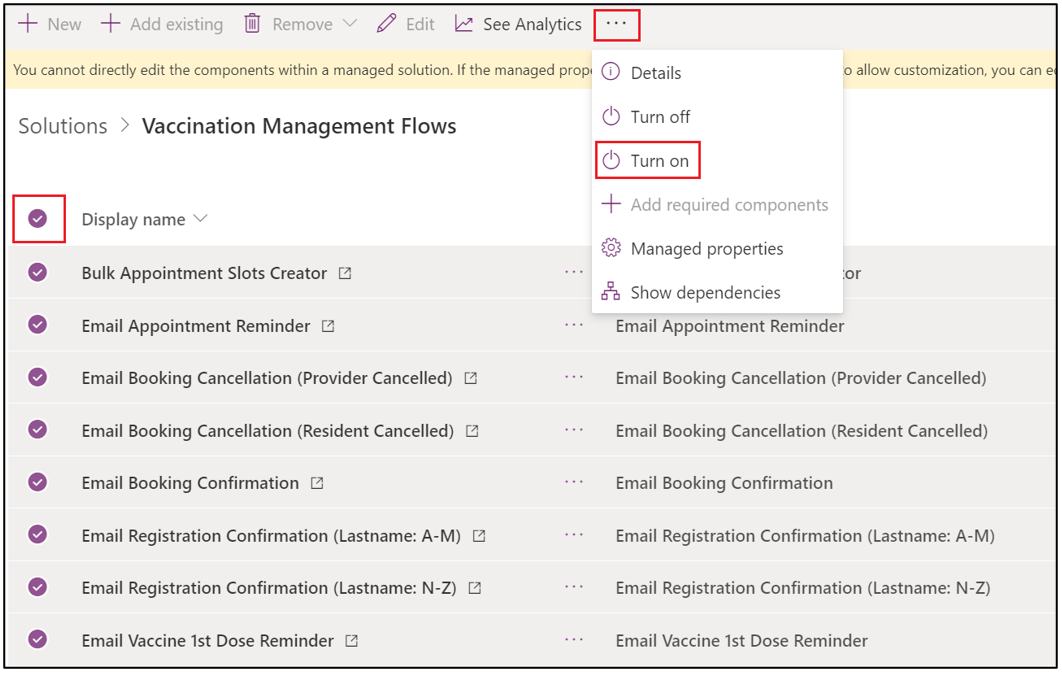 New Add existing Remove Edit See Analytics ...
You cannot directly edit the components within a managed solution. If the managed prope
o allow customization, you can e
Details
Turn off
Turn on
Add required components
Managed properties
Show dependencies
Solutions > Vaccination Management Flows
Display name
Bulk Appointment Slots Creator ... tor
Email Appointment Reminder ... Email Appointment Reminder
Email Booking Cancellation (Provider Cancelled) ... Email Booking Cancellation (Provider Cancelled)
Email Booking Cancellation (Resident Cancelled) ... Email Booking Cancellation (Resident Cancelled)
Email Booking Confirmation ... Email Booking Confirmation
Email Registration Confirmation (Lastname: A-M) ... Email Registration Confirmation (Lastname: A-M)
Email Registration Confirmation (Lastname: N-Z) ... Email Registration Confirmation (Lastname: N-Z)
Email Vaccine 1st Dose Reminder ... Email Vaccine 1st Dose Reminder